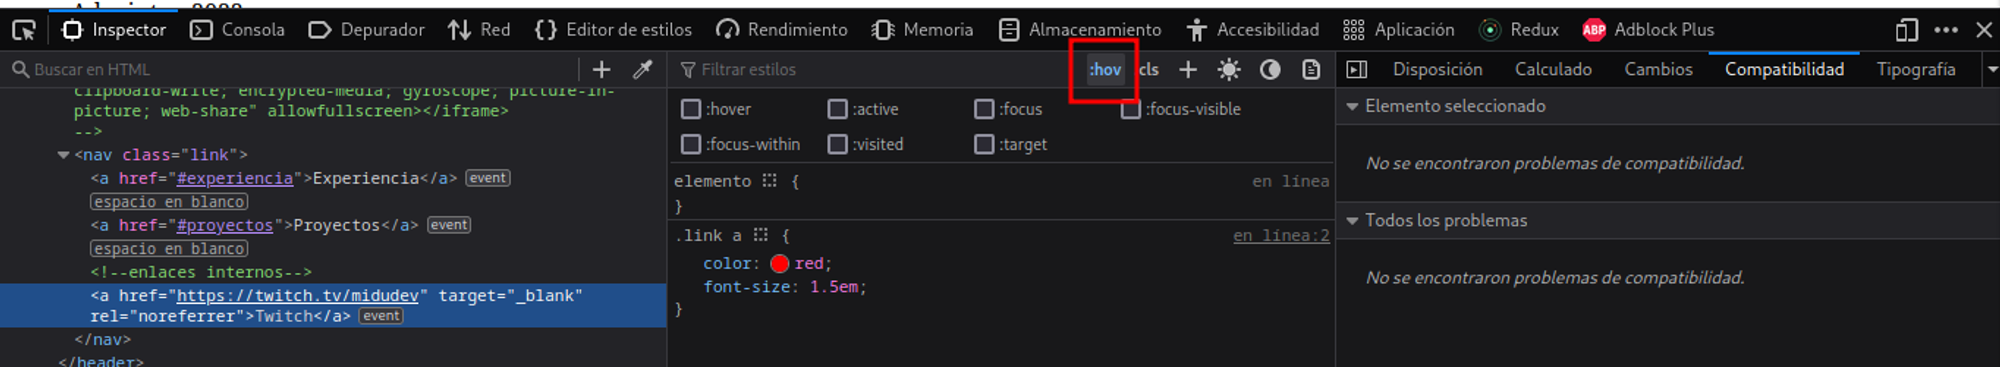 Inspector Consola Depurador Red Editor de estilos Rendimiento Memoria Almacenamiento Accesibilidad Aplicación Redux ABP Adblock Plus
Buscar en HTML
clipboard-write; encrypted-media; gyroscope; picture-in-
picture; web-share" allowfullscreen></iframe>
-->
<nav class="link">
<a href="#experiencia">Experiencia</a> event
espacio en blanco
<a href="#proyectos">Proyectos</a> event
espacio en blanco
<!--enlaces internos-->
<a href="https://twitch.tv/midudev" target="_blank"
rel="noreferrer">Twitch</a> event
</nav>
</header>
Filtrar estilos :hov .cls
:hover :active :focus :focus-visible
:focus-within :visited :target
elemento { en línea
}
.link a { en línea:2
color: red;
font-size: 1.5em;
}
Disposición Calculado Cambios Compatibilidad Tipografía
Elemento seleccionado
No se encontraron problemas de compatibilidad.
Todos los problemas
No se encontraron problemas de compatibilidad.